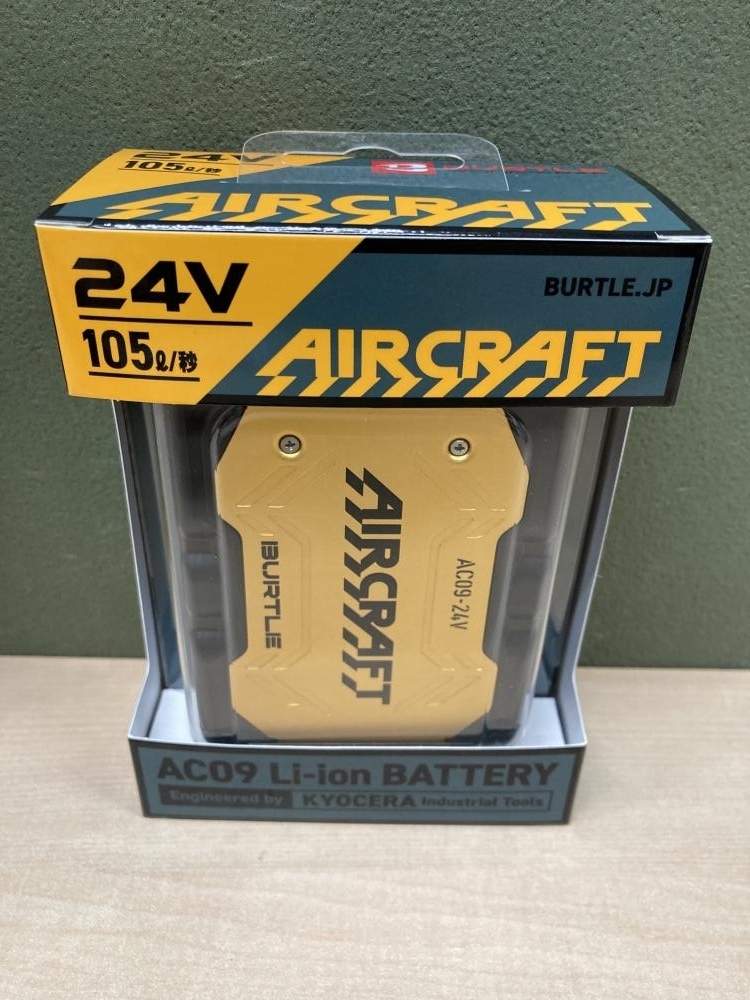 24V
105ℓ/秒
BURTLE
AIRCRAFT
24V
105ℓ/秒
BURTLE.JP
AIRCRAFT
BURTLE
AIRCRAFT
AC09-24V
AC09 Li-ion BATTERY
Engineered by KYOCERA Industrial Tools